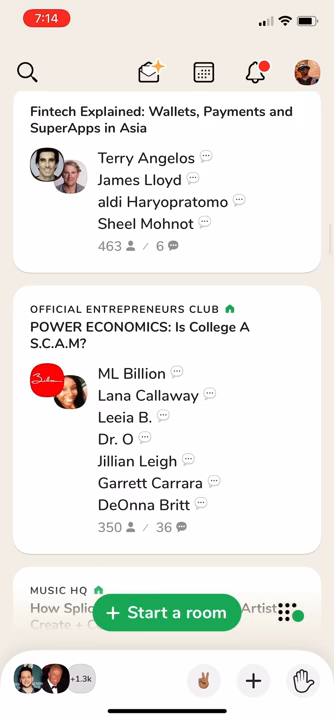 7:14
Fintech Explained: Wallets, Payments and
SuperApps in Asia
Terry Angelos
James Lloyd
aldi Haryopratomo
Sheel Mohnot
463 / 6
OFFICIAL ENTREPRENEURS CLUB
POWER ECONOMICS: Is College A
S.C.A.M?
ML Billion
Lana Callaway
Leeia B.
Dr. O
Jillian Leigh
Garrett Carrara
DeOnna Britt
350 / 36
MUSIC HQ
How Splic
Artist
Create + C
+ Start a room
+1.3k